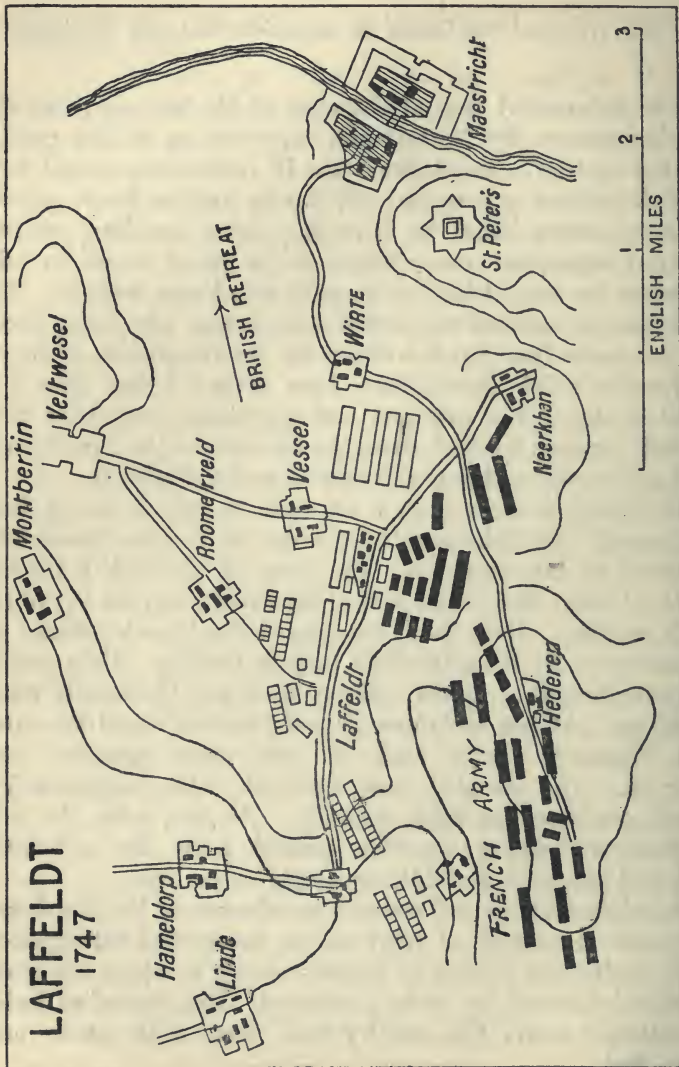 LAFFELDT
1747
Montbertin
Veltwesel
Hameldorp
Linde
Roomerveld
Vessel
BRITISH RETREAT
WIRTE
Maestricht
St. Peter's
Laffeldt
Neerkhan
Hederen
FRENCH ARMY
1 2 3
ENGLISH MILES